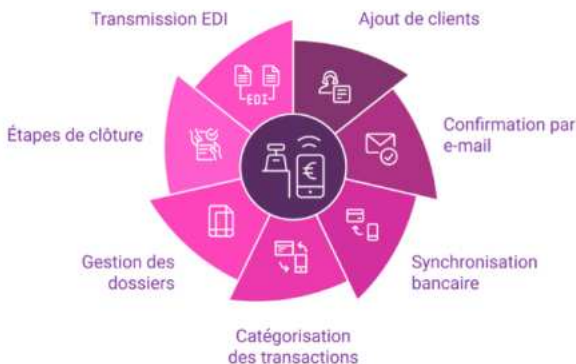 Transmission EDI
Ajout de clients
EDI
Étapes de clôture
Confirmation par
e-mail
€
Gestion des
dossiers
Synchronisation
bancaire
Catégorisation
des transactions